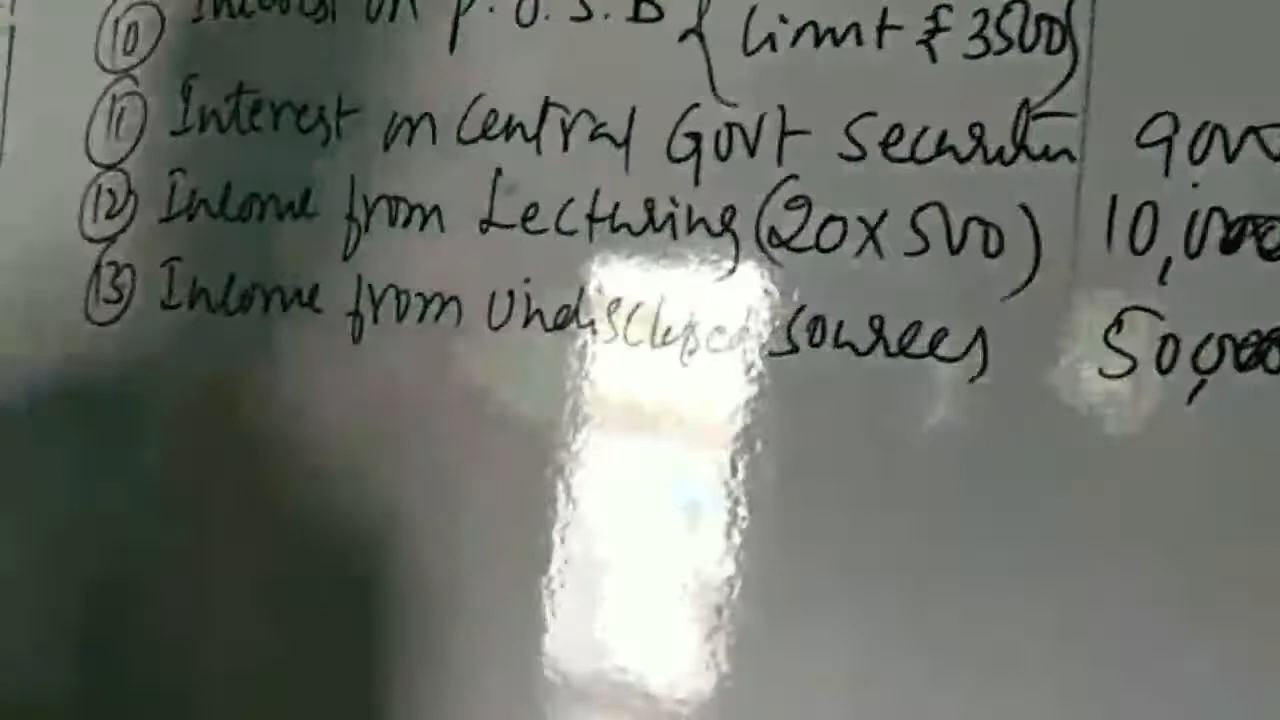 ⑩ Interest on P.O.S.B { limit ₹3500}
⑪ Interest on Central Govt Securities
⑫ Income from Lecturing (20x500) 10,000
⑬ Income from Undisclosed sources 50,000